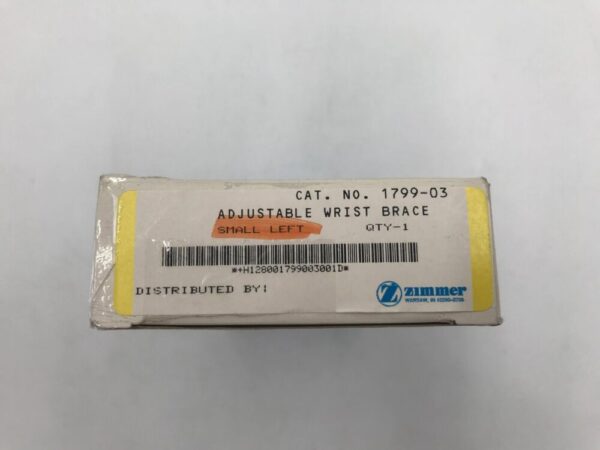 CAT. NO. 1799-03
ADJUSTABLE WRIST BRACE
SMALL LEFT QTY-1
*+H128001799003001D*
DISTRIBUTED BY:
Z zimmer